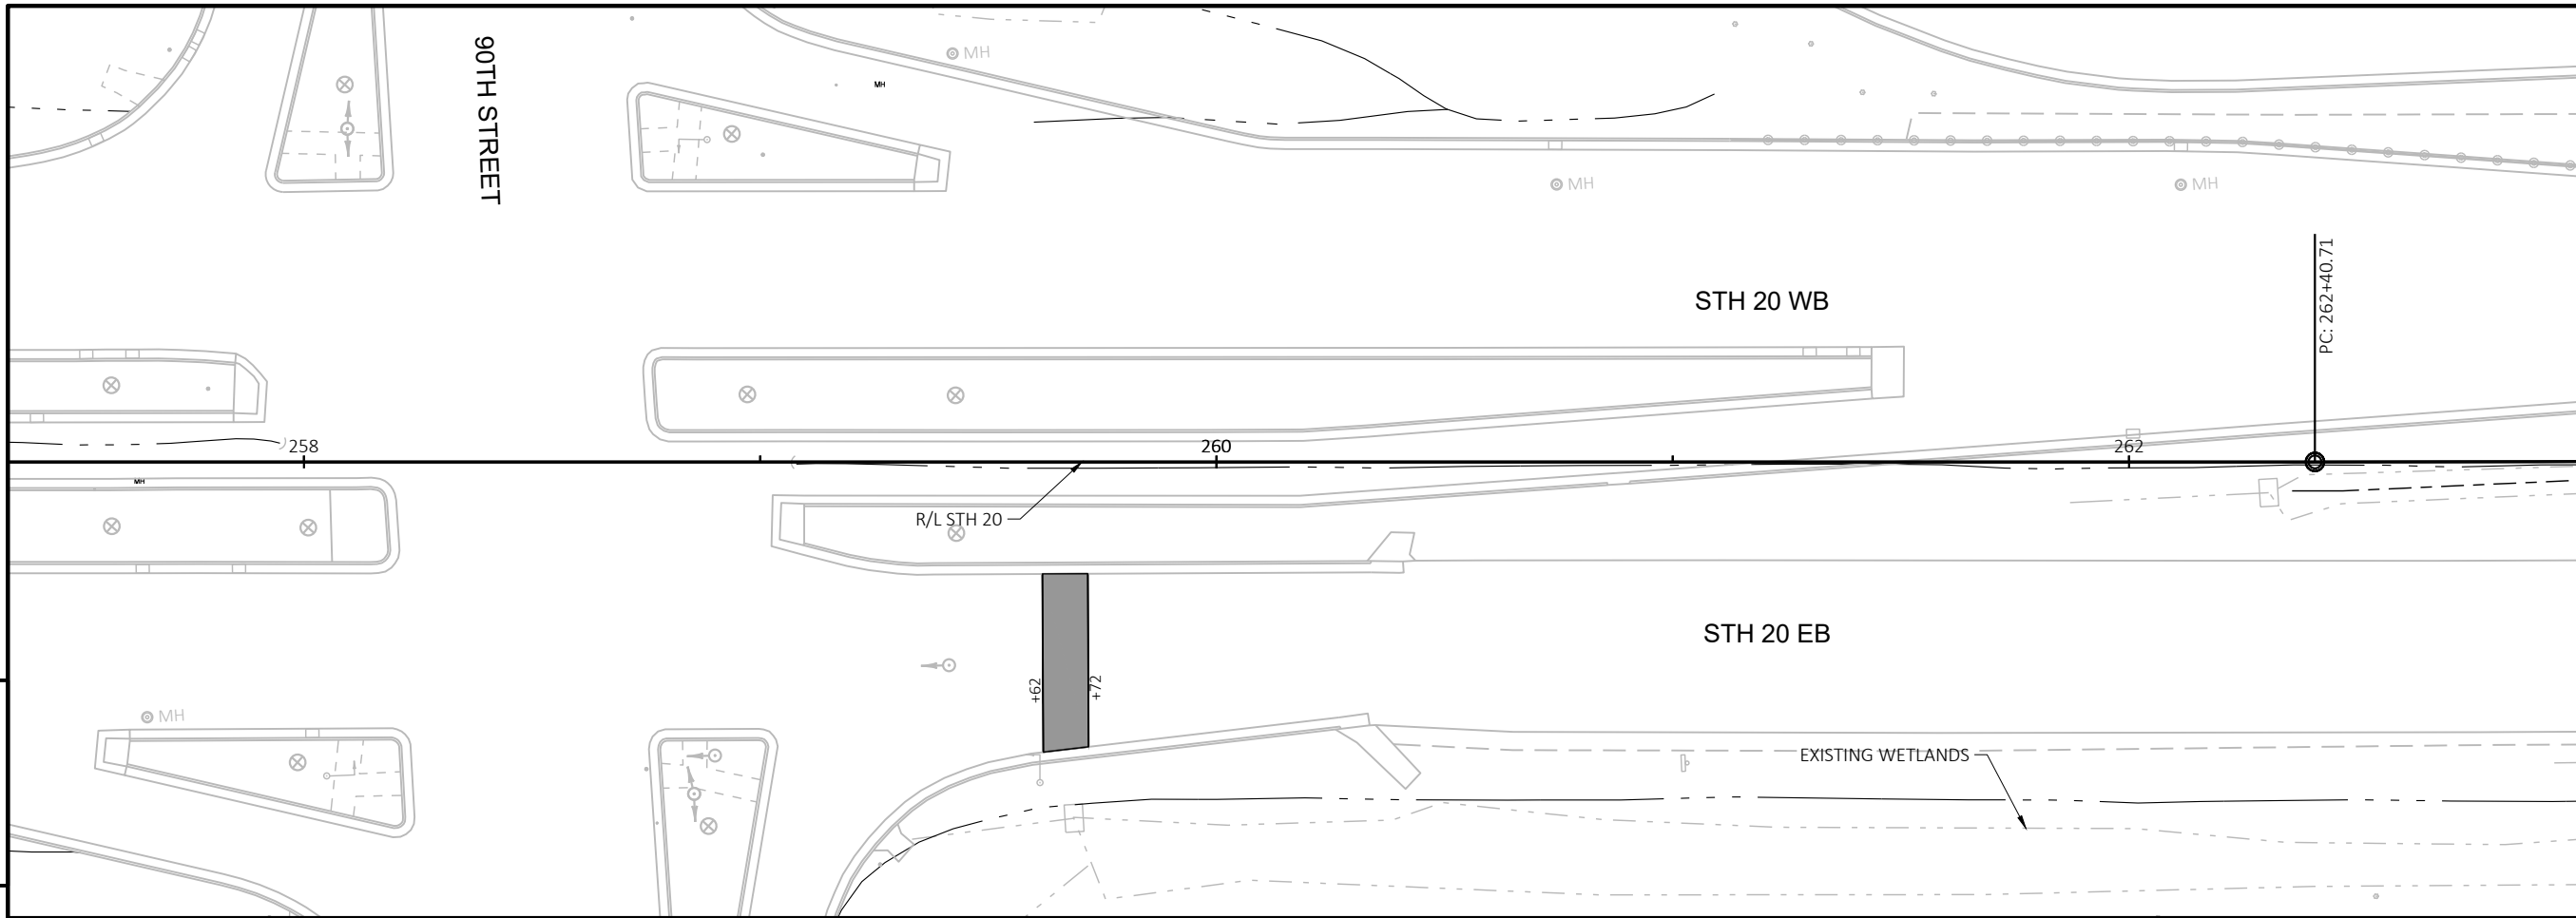 90TH STREET
MH
MH
MH
MH
STH 20 WB
PC: 262+40.71
258
260
262
MH
R/L STH 20
STH 20 EB
+62
+72
MH
EXISTING WETLANDS